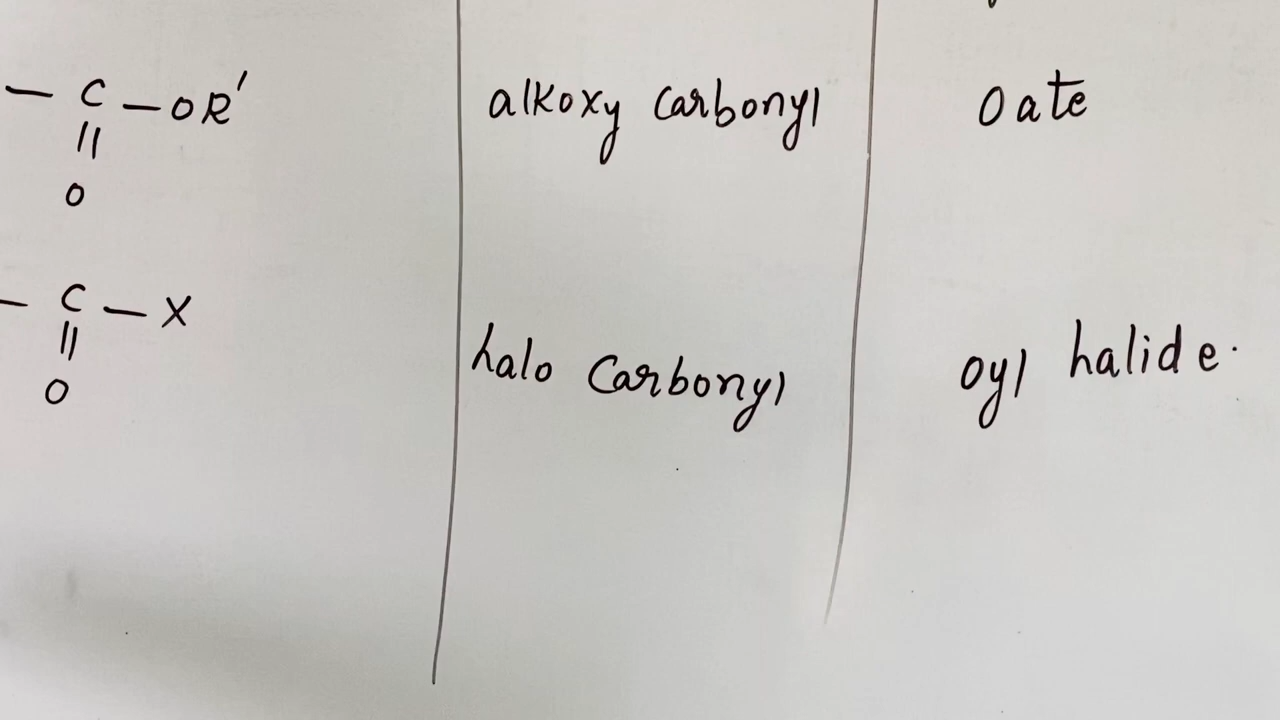 — C — OR' alkoxy Carbonyl oate
||
O
— C — X halo Carbonyl oyl halide.
||
O